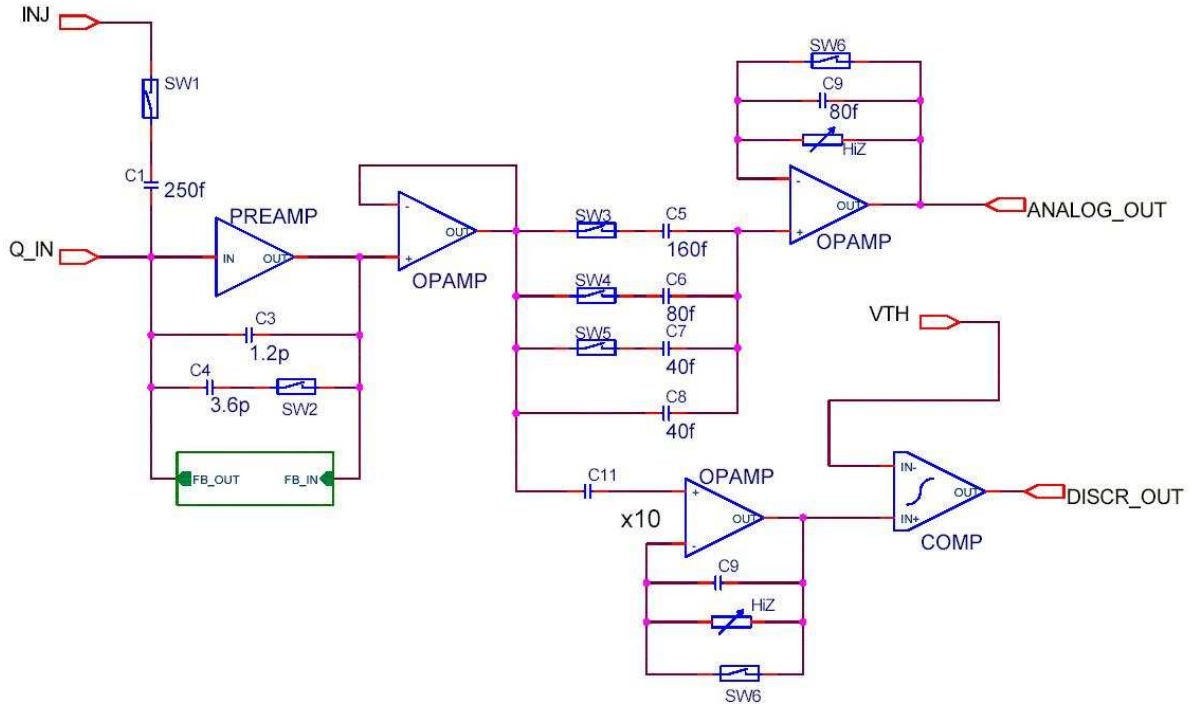 INJ
SW1
C1
250f
Q_IN
PREAMP
IN
OUT
C3
1.2p
C4
3.6p
SW2
FB_OUT
FB_IN
-
+
OUT
OPAMP
SW3
C5
160f
SW4
C6
80f
SW5
C7
40f
C8
40f
SW6
C9
80f
HiZ
-
+
OUT
OPAMP
ANALOG_OUT
VTH
C11
OPAMP
+
-
OUT
x10
C9
HiZ
SW6
IN-
IN+
OUT
COMP
DISCR_OUT